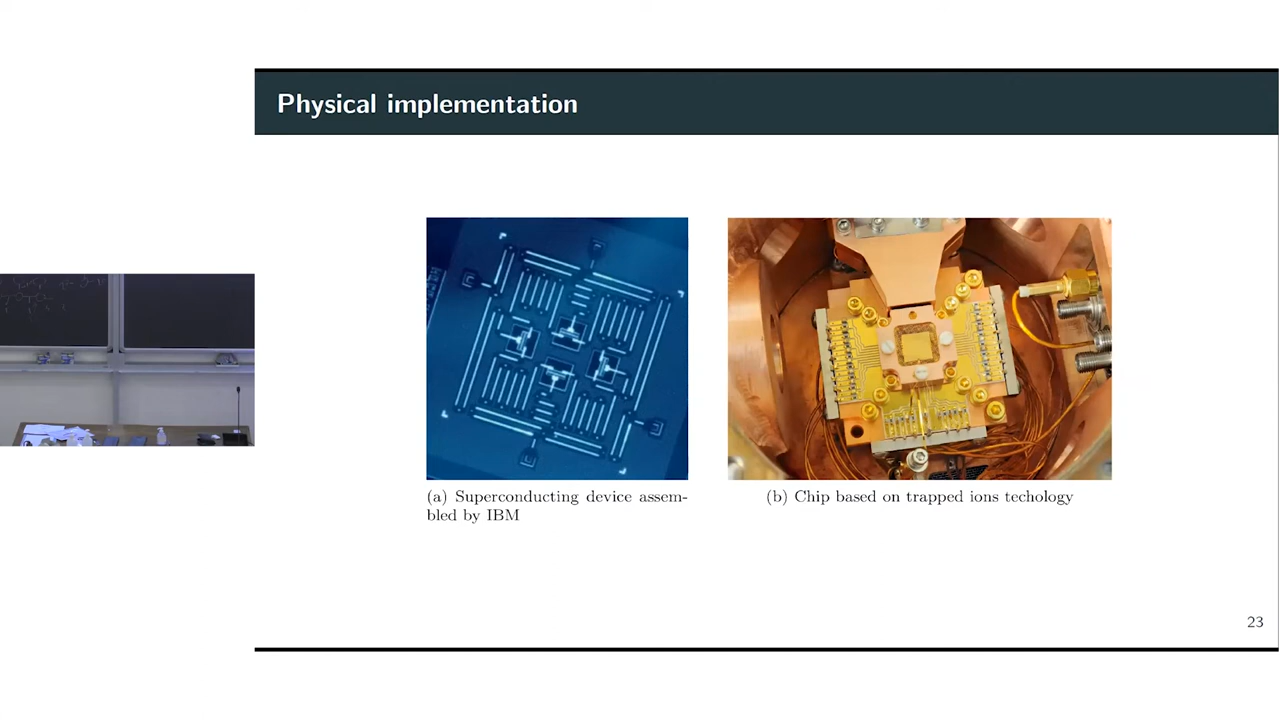 Physical implementation
(a) Superconducting device assem-
bled by IBM
(b) Chip based on trapped ions techology
23